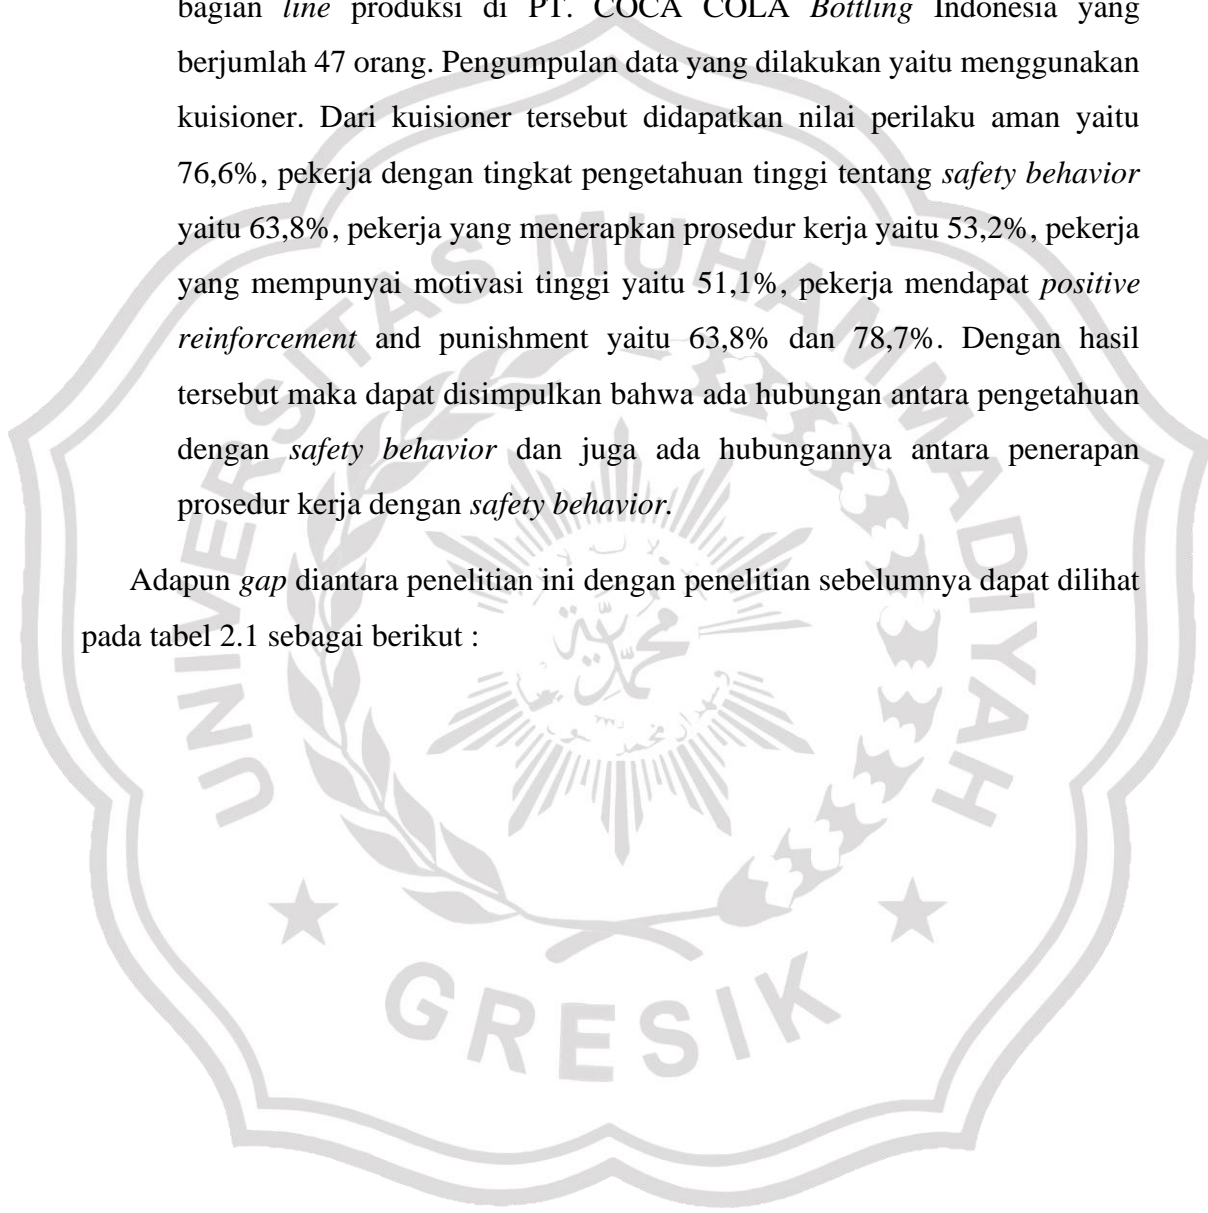 bagian line produksi di PT. COCA COLA Bottling Indonesia yang
berjumlah 47 orang. Pengumpulan data yang dilakukan yaitu menggunakan
kuisioner. Dari kuisioner tersebut didapatkan nilai perilaku aman yaitu
76,6%, pekerja dengan tingkat pengetahuan tinggi tentang safety behavior
yaitu 63,8%, pekerja yang menerapkan prosedur kerja yaitu 53,2%, pekerja
yang mempunyai motivasi tinggi yaitu 51,1%, pekerja mendapat positive
reinforcement and punishment yaitu 63,8% dan 78,7%. Dengan hasil
tersebut maka dapat disimpulkan bahwa ada hubungan antara pengetahuan
dengan safety behavior dan juga ada hubungannya antara penerapan
prosedur kerja dengan safety behavior.
Adapun gap diantara penelitian ini dengan penelitian sebelumnya dapat dilihat
pada tabel 2.1 sebagai berikut :
UNIVERSITAS MUHAMMADIYAH
GRESIK